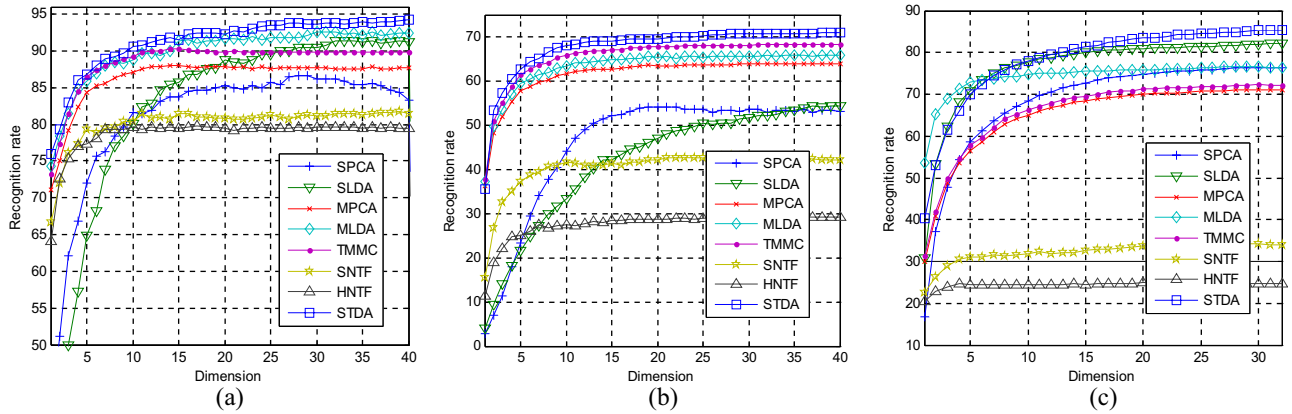 95
90
85
80
75
70
65
60
55
50
Recognition rate
5 10 15 20 25 30 35 40
Dimension
SPCA
SLDA
MPCA
MLDA
TMMC
SNTF
HNTF
STDA
(a)
80
70
60
50
40
30
20
10
0
Recognition rate
5 10 15 20 25 30 35 40
Dimension
SPCA
SLDA
MPCA
MLDA
TMMC
SNTF
HNTF
STDA
(b)
90
80
70
60
50
40
30
20
10
Recognition rate
5 10 15 20 25 30
Dimension
SPCA
SLDA
MPCA
MLDA
TMMC
SNTF
HNTF
STDA
(c)